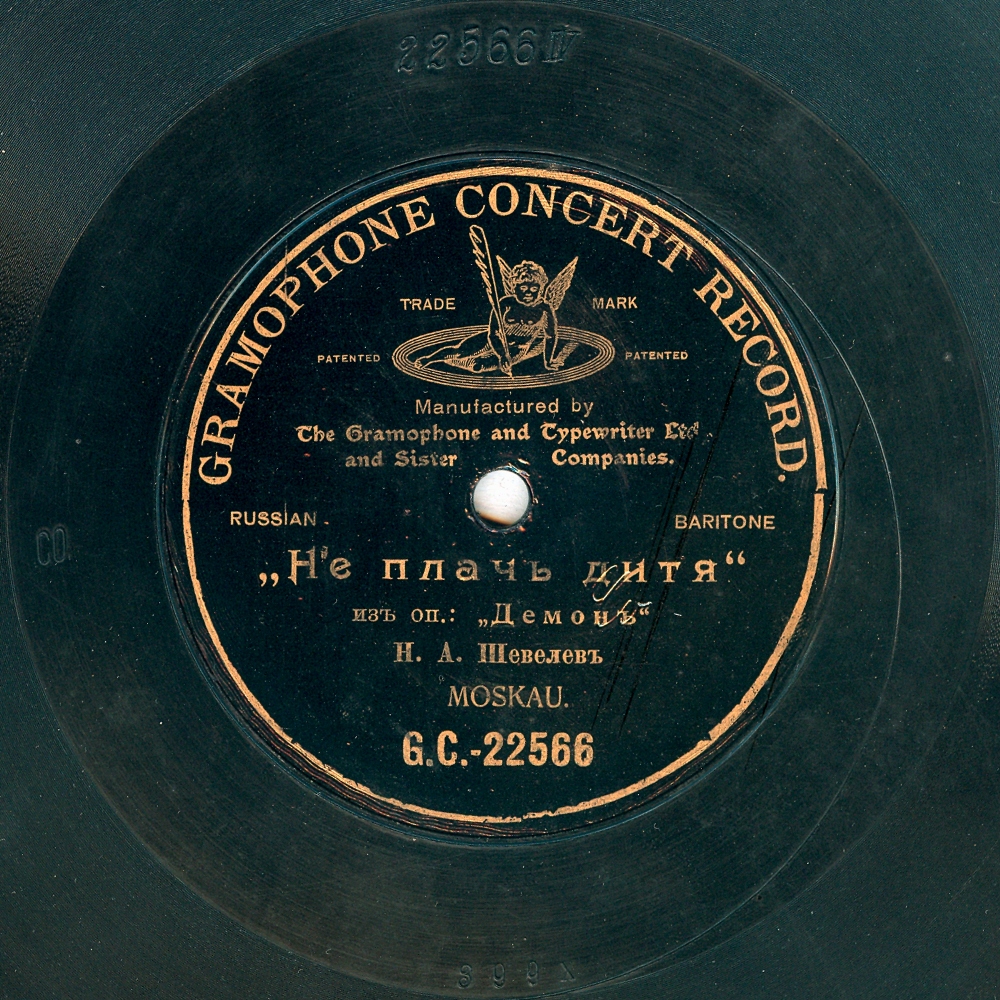 22566 IV
GRAMOPHONE CONCERT RECORD.
TRADE MARK
PATENTED PATENTED
Manufactured by
The Gramophone and Typewriter Ltd
and Sister Companies.
RUSSIAN BARITONE
„Не плачь дитя“
изъ оп.: „Демонъ“
Н. А. Шевелевъ
MOSKAU.
G.C.-22566